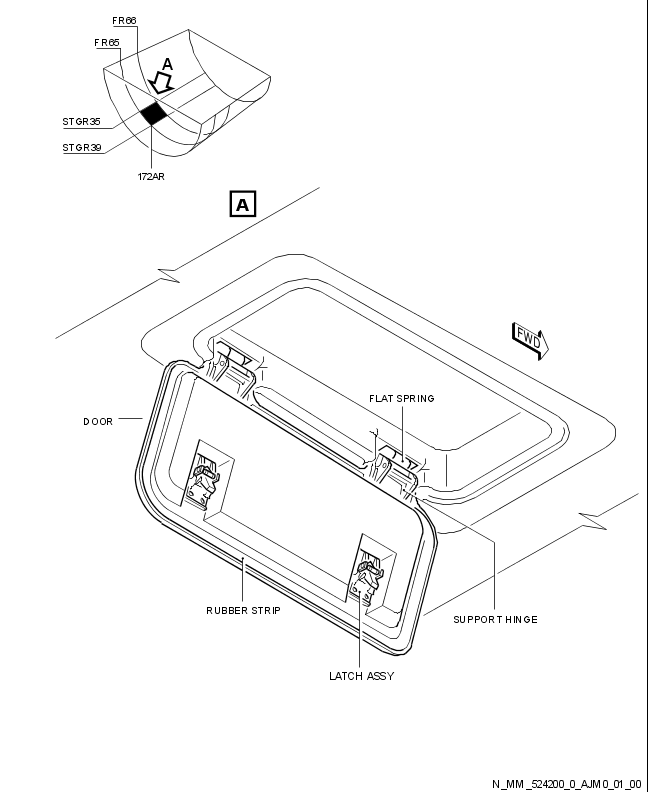 FR66
FR65
A
STGR35
STGR39
172AR
A
FWD
FLAT SPRING
DOOR
RUBBER STRIP
SUPPORT HINGE
LATCH ASSY
N_MM_524200_0_AJM0_01_00